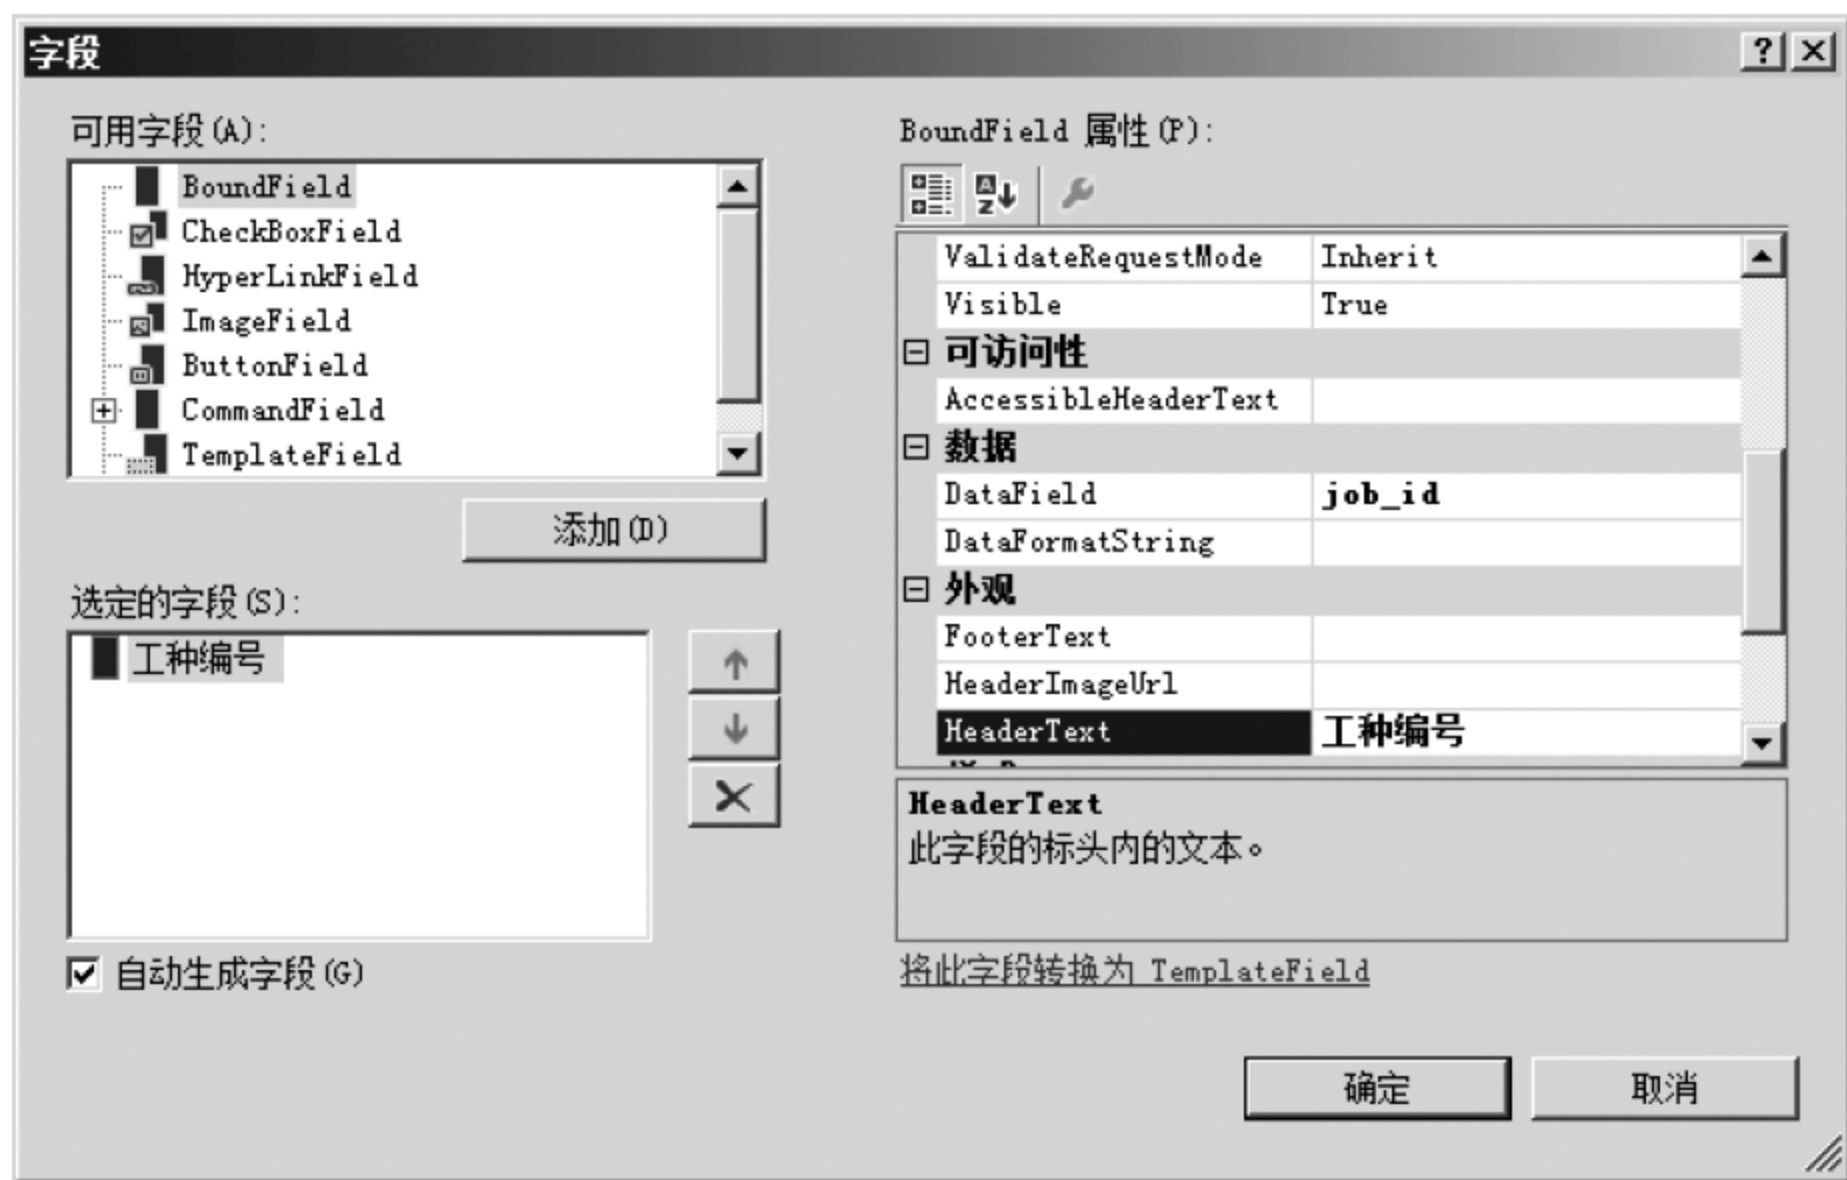 字段
可用字段(A):
BoundField
CheckBoxField
HyperLinkField
ImageField
ButtonField
CommandField
TemplateField
添加(D)
选定的字段(S):
工种编号
自动生成字段(G)
BoundField 属性(P):
ValidateRequestMode Inherit
Visible True
可访问性
AccessibleHeaderText
数据
DataField job_id
DataFormatString
外观
FooterText
HeaderImageUrl
HeaderText 工种编号
HeaderText
此字段的标头内的文本。
将此字段转换为 TemplateField
确定 取消